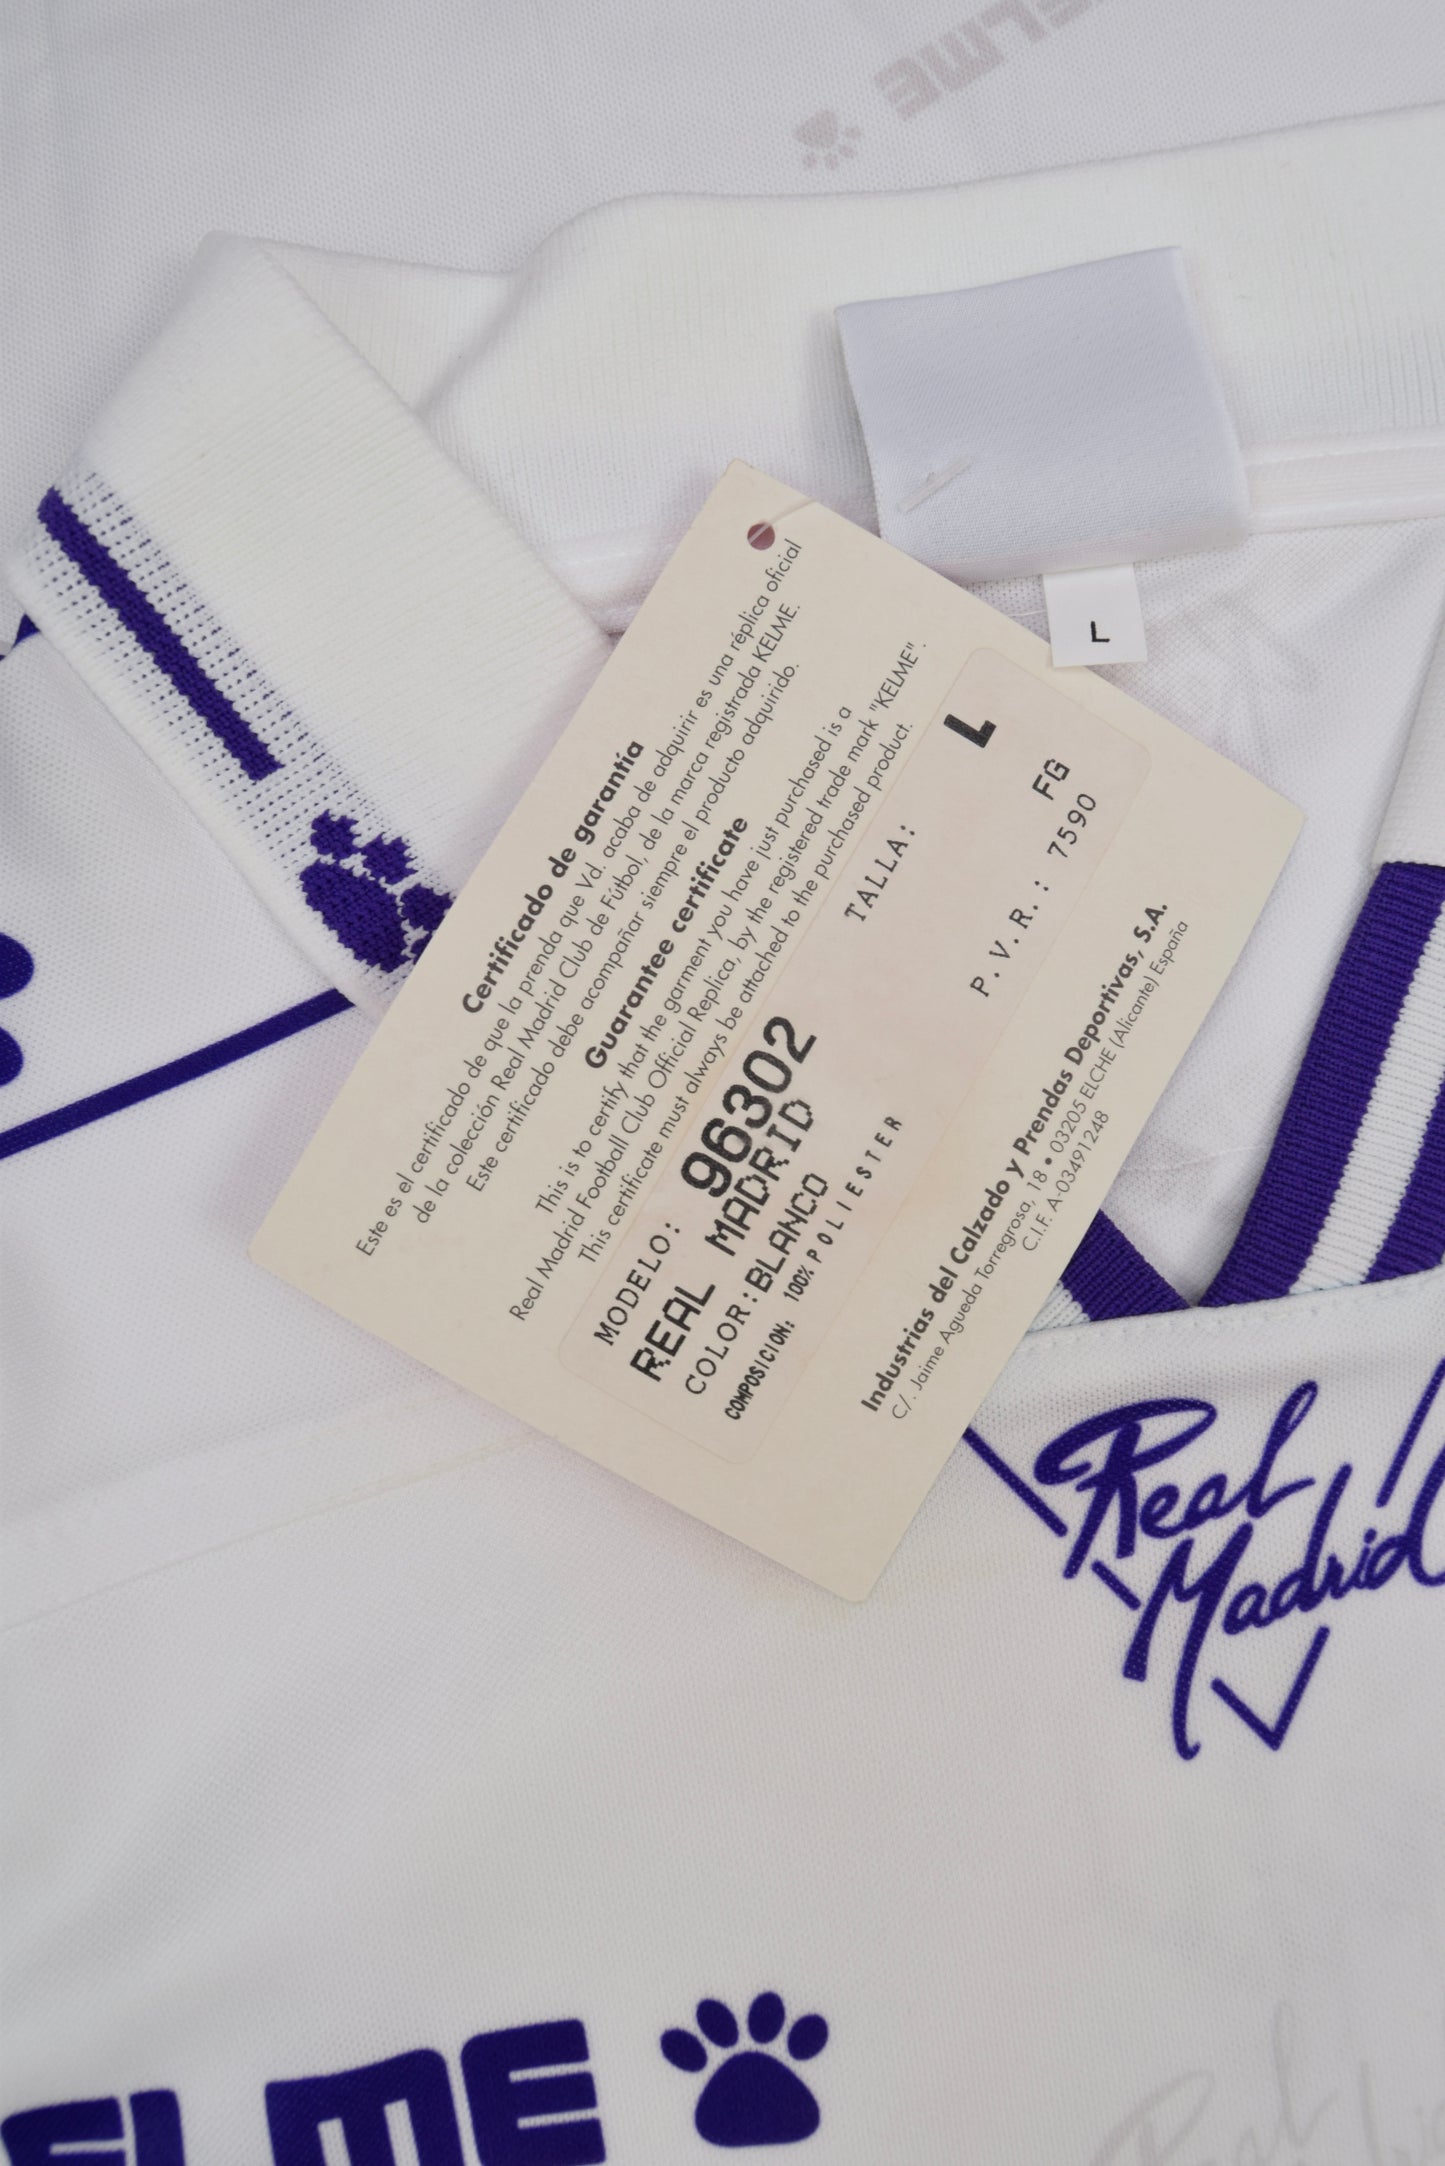 KELME
L
Certificado de garantía
Este es el certificado de que la prenda que Vd. acaba de adquirir es una réplica oficial
de la colección Real Madrid Club de Fútbol, de la marca registrada KELME.
Este certificado debe acompañar siempre el producto adquirido.
Guarantee certificate
This is to certify that the garment you have just purchased is a
Real Madrid Football Club Official Replica, by the registered trade mark "KELME".
This certificate must always be attached to the purchased product.
MODELO: 96302 TALLA: L
REAL MADRID
COLOR:BLANCO P.V.R.: FG
7590
COMPOSICION: 100% POLIESTER
Industrias del Calzado y Prendas Deportivas, S.A.
C/. Jaime Agueda Torregrosa, 18 • 03205 ELCHE (Alicante) España
C.I.F. A-03491248
Real
Madrid
ELME
Real